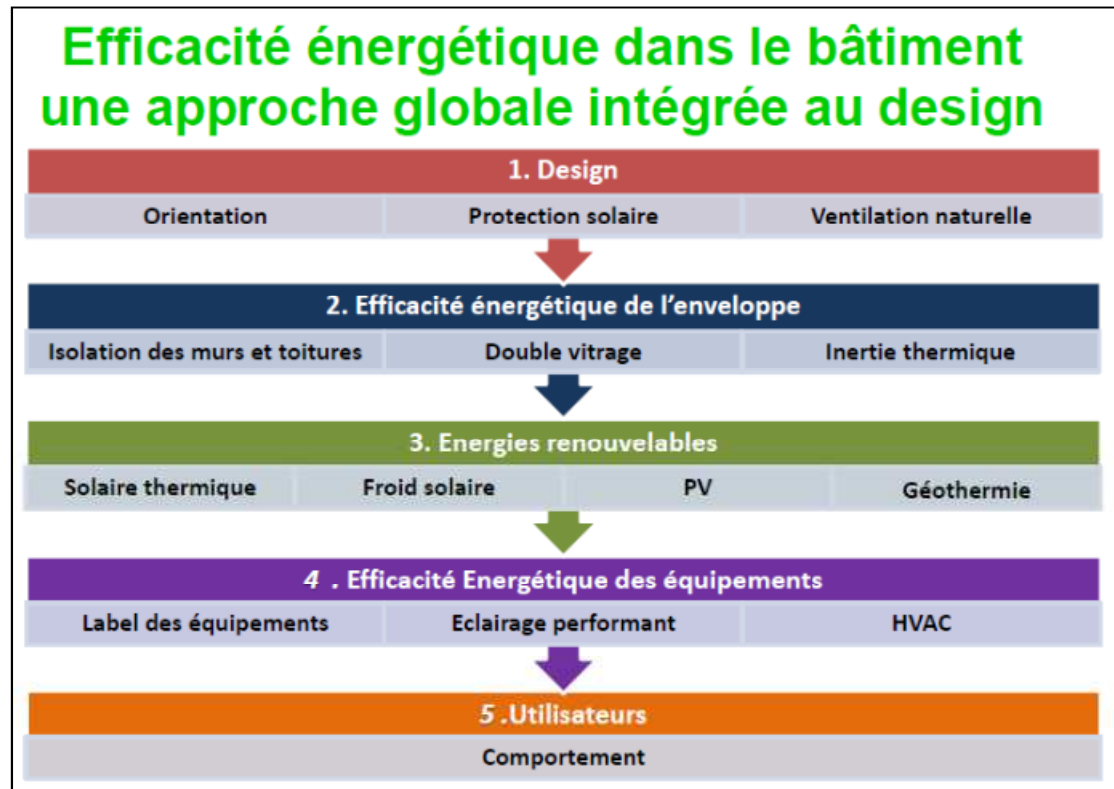 Efficacité énergétique dans le bâtiment
une approche globale intégrée au design
1. Design
Orientation Protection solaire Ventilation naturelle
2. Efficacité énergétique de l’enveloppe
Isolation des murs et toitures Double vitrage Inertie thermique
3. Energies renouvelables
Solaire thermique Froid solaire PV Géothermie
4 . Efficacité Energétique des équipements
Label des équipements Eclairage performant HVAC
5 .Utilisateurs
Comportement